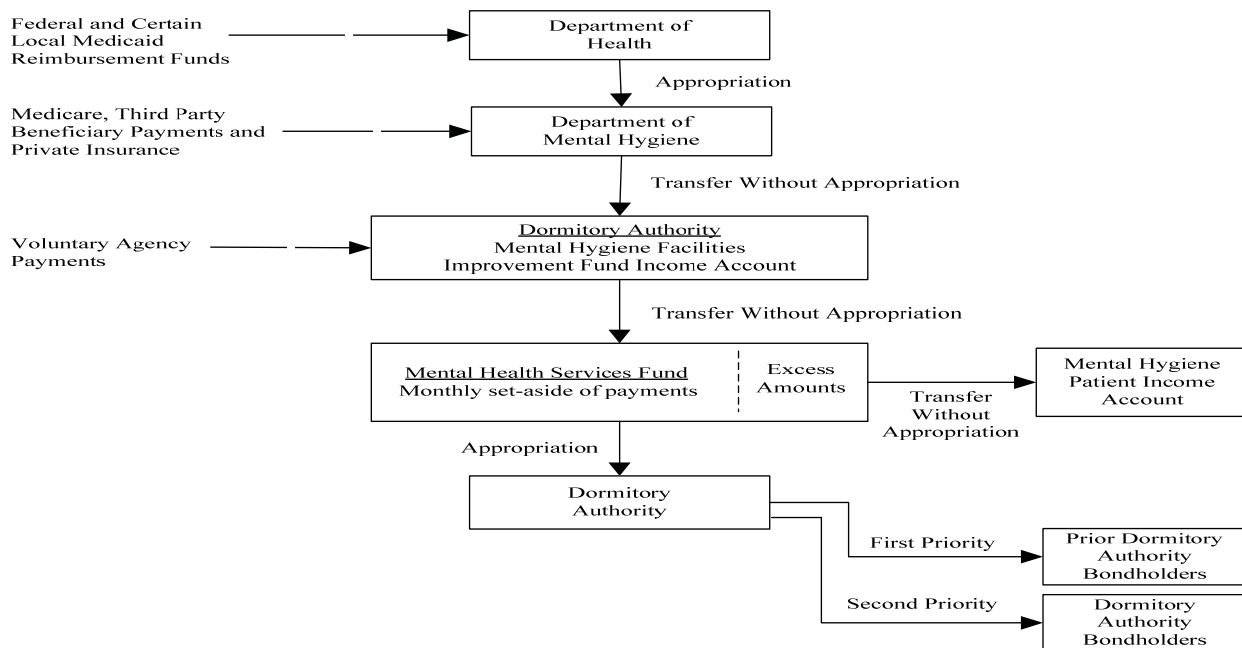 Federal and Certain
Local Medicaid
Reimbursement Funds
Department of
Health
Appropriation
Medicare, Third Party
Beneficiary Payments and
Private Insurance
Department of
Mental Hygiene
Transfer Without Appropriation
Voluntary Agency
Payments
Dormitory Authority
Mental Hygiene Facilities
Improvement Fund Income Account
Transfer Without Appropriation
Mental Health Services Fund
Monthly set-aside of payments
Excess
Amounts
Transfer
Without
Appropriation
Mental Hygiene
Patient Income
Account
Appropriation
Dormitory
Authority
First Priority
Prior Dormitory
Authority
Bondholders
Second Priority
Dormitory
Authority
Bondholders